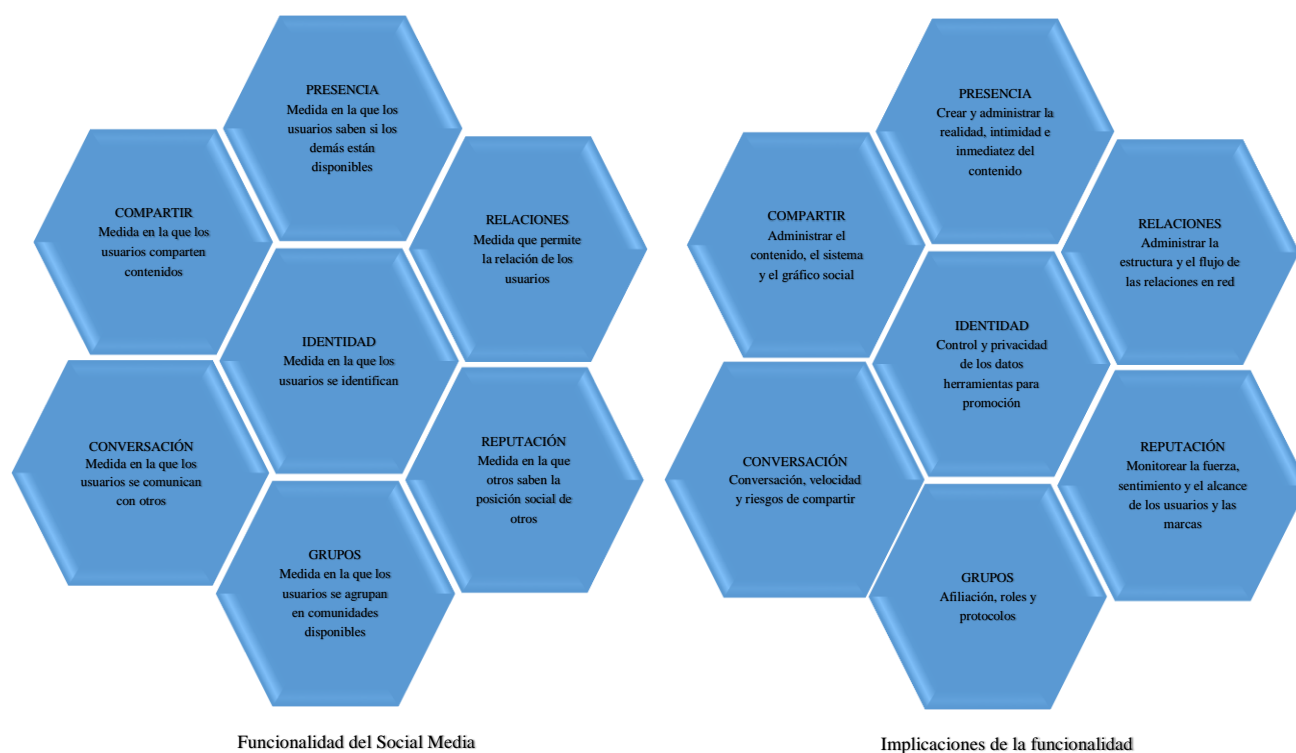 PRESENCIA
Medida en la que los
usuarios saben si los
demás están
disponibles
COMPARTIR
Medida en la que los
usuarios comparten
contenidos
RELACIONES
Medida que permite
la relación de los
usuarios
IDENTIDAD
Medida en la que los
usuarios se identifican
CONVERSACIÓN
Medida en la que los
usuarios se comunican
con otros
REPUTACIÓN
Medida en la que
otros saben la
posición social de
otros
GRUPOS
Medida en la que los
usuarios se agrupan
en comunidades
disponibles
Funcionalidad del Social Media
PRESENCIA
Crear y administrar la
realidad, intimidad e
inmediatez del
contenido
COMPARTIR
Administrar el
contenido, el sistema
y el gráfico social
RELACIONES
Administrar la
estructura y el flujo de
las relaciones en red
IDENTIDAD
Control y privacidad
de los datos
herramientas para
promoción
CONVERSACIÓN
Conversación, velocidad
y riesgos de compartir
REPUTACIÓN
Monitorear la fuerza,
sentimiento y el alcance
de los usuarios y las
marcas
GRUPOS
Afiliación, roles y
protocolos
Implicaciones de la funcionalidad